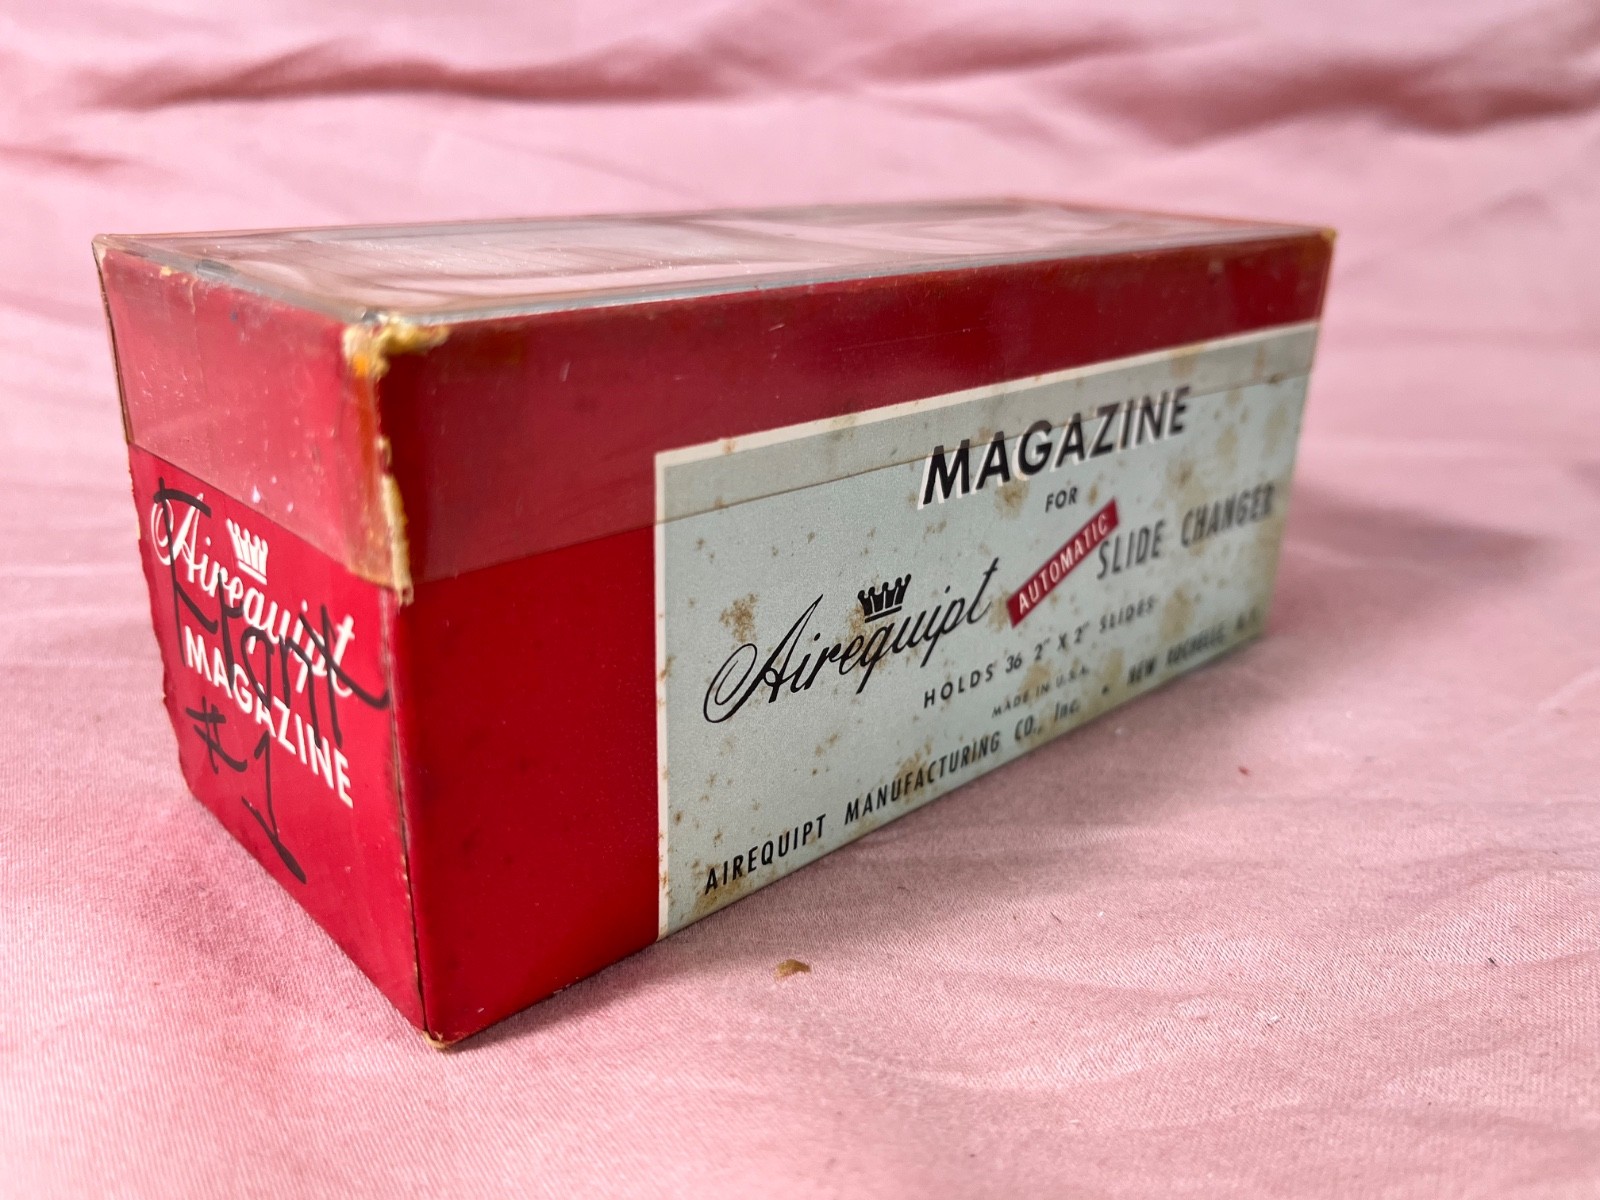 Airequipt
MAGAZINE
#1
MAGAZINE
FOR
Airequipt AUTOMATIC SLIDE CHANGER
HOLDS 36 2" X 2" SLIDES
MADE IN U.S.A.
AIREQUIPT MANUFACTURING CO., Inc. • NEW ROCHELLE, N.Y.